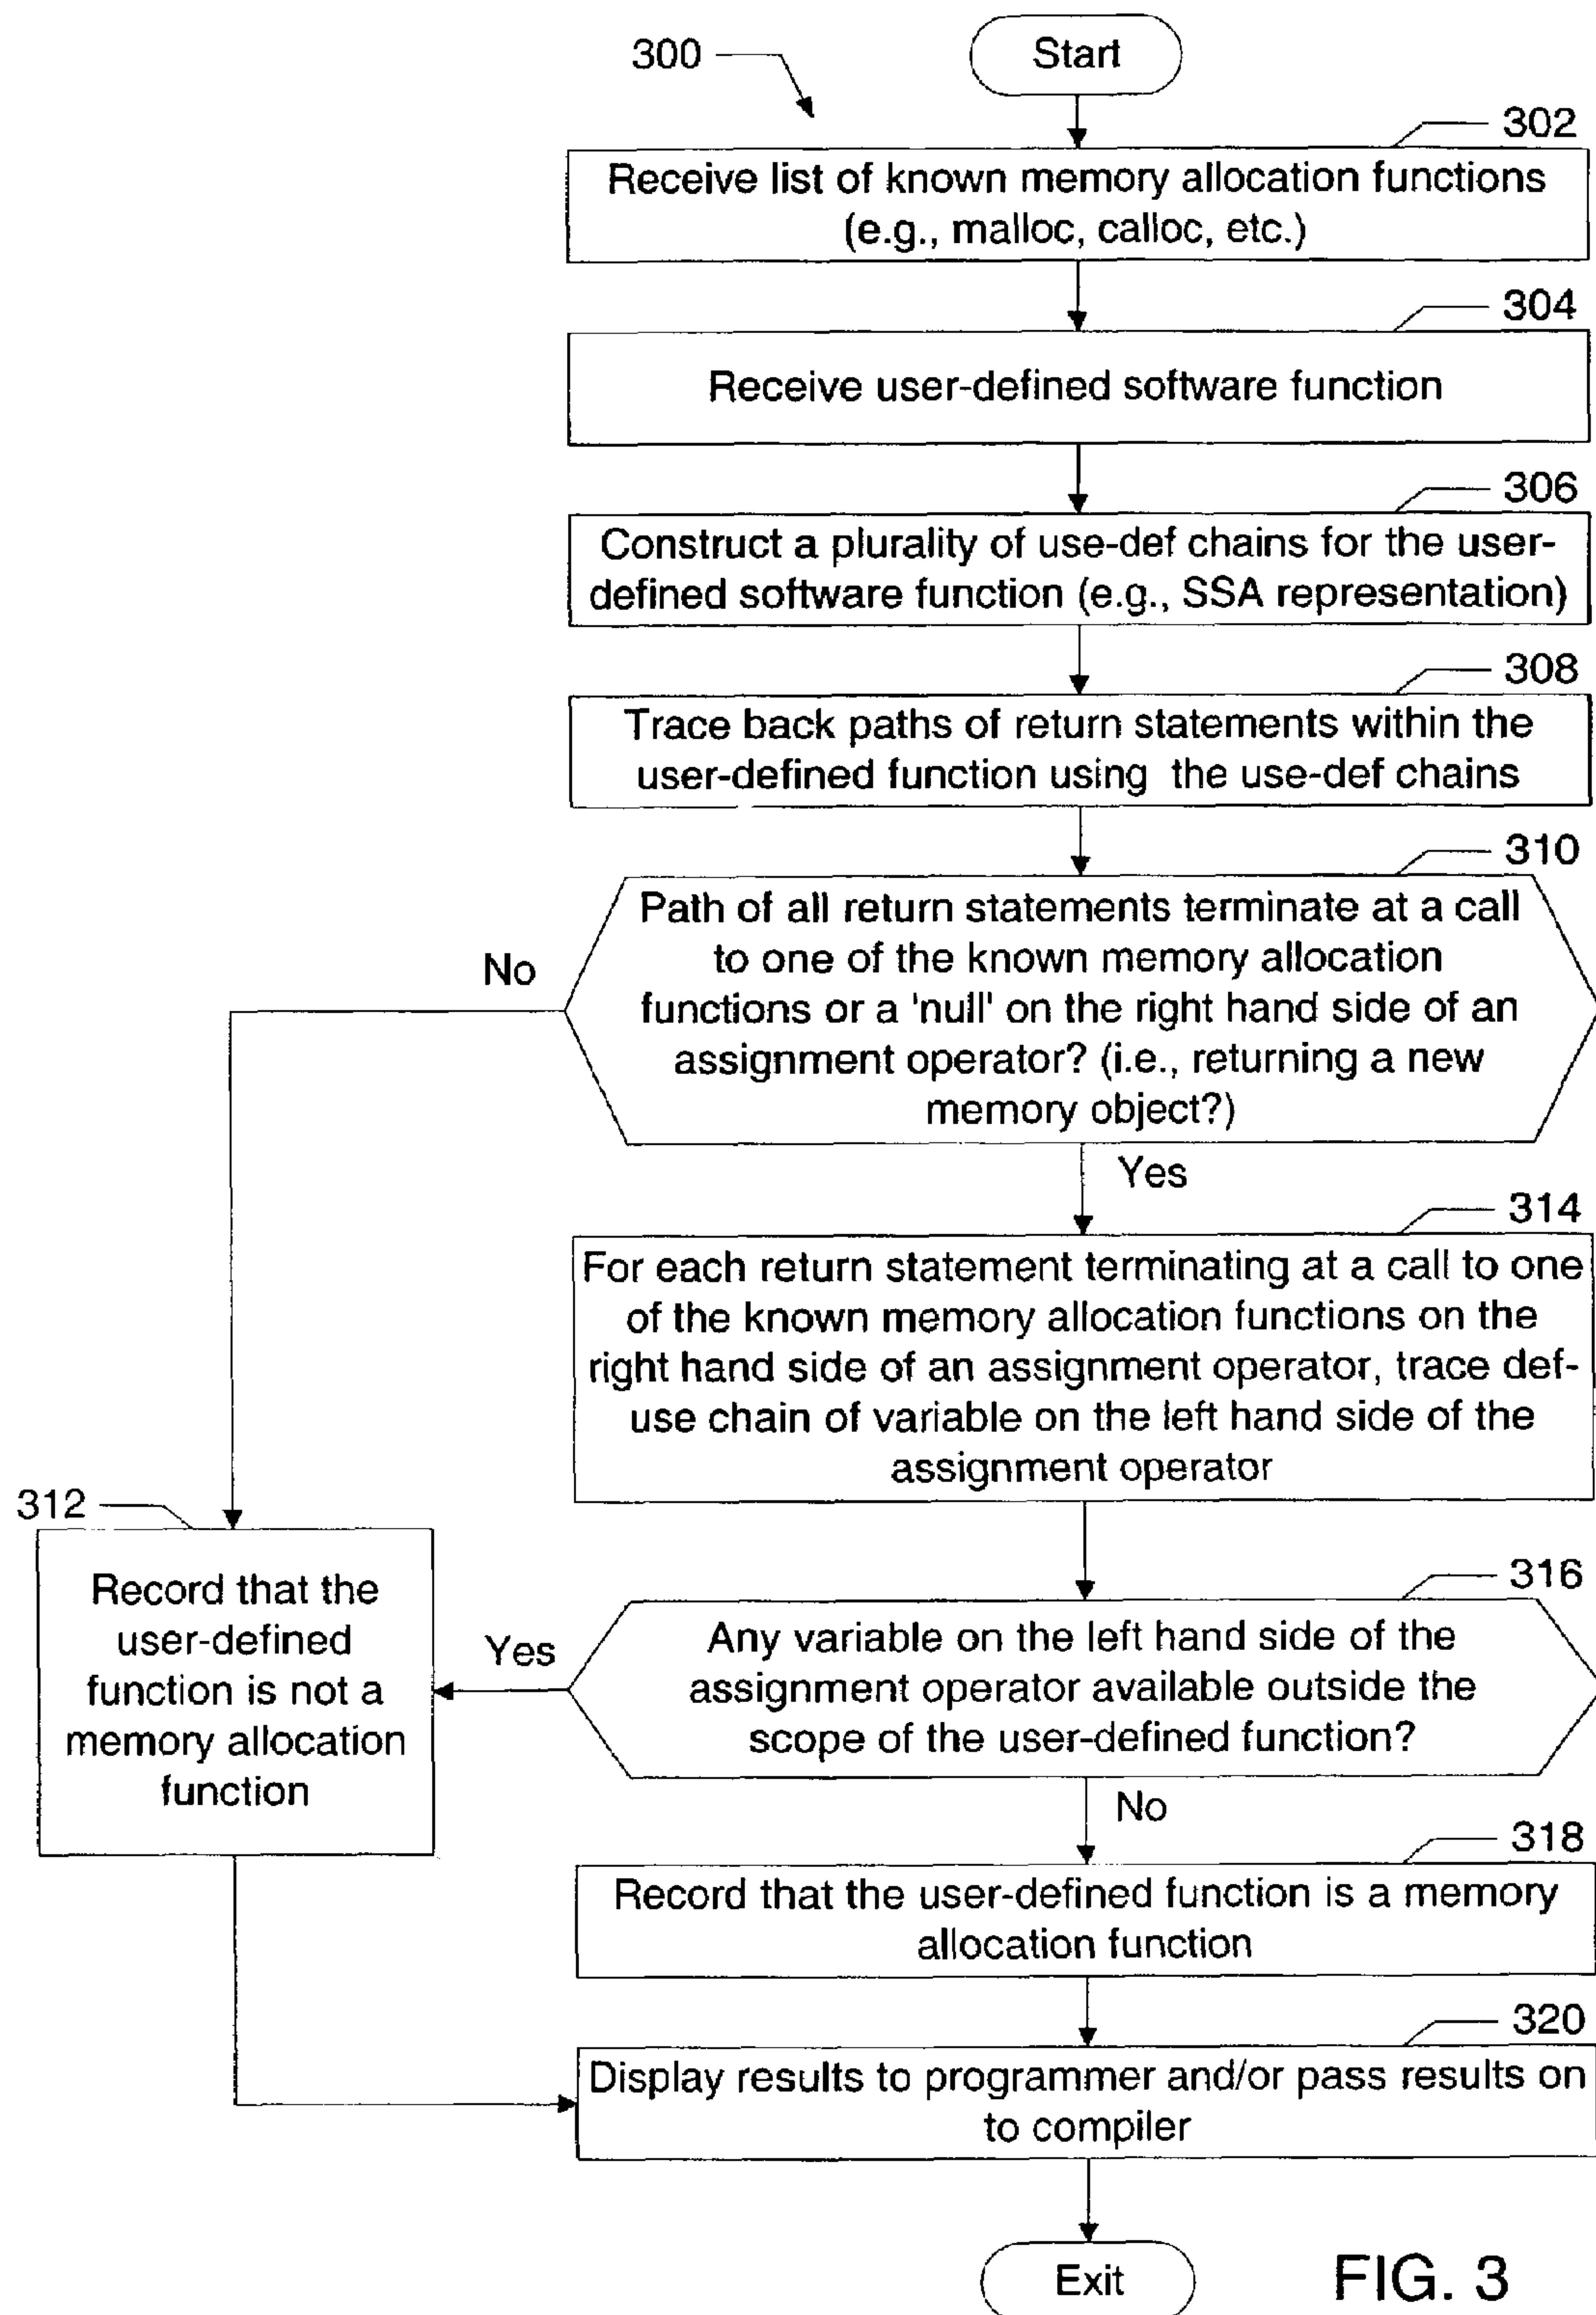 300
Start
302
Receive list of known memory allocation functions
(e.g., malloc, calloc, etc.)
304
Receive user-defined software function
306
Construct a plurality of use-def chains for the user-
defined software function (e.g., SSA representation)
308
Trace back paths of return statements within the
user-defined function using the use-def chains
310
Path of all return statements terminate at a call
to one of the known memory allocation
functions or a 'null' on the right hand side of an
assignment operator? (i.e., returning a new
memory object?)
No
Yes
314
For each return statement terminating at a call to one
of the known memory allocation functions on the
right hand side of an assignment operator, trace def-
use chain of variable on the left hand side of the
assignment operator
312
Record that the
user-defined
function is not a
memory allocation
function
316
Any variable on the left hand side of the
assignment operator available outside the
scope of the user-defined function?
Yes
No
318
Record that the user-defined function is a memory
allocation function
320
Display results to programmer and/or pass results on
to compiler
Exit
FIG. 3